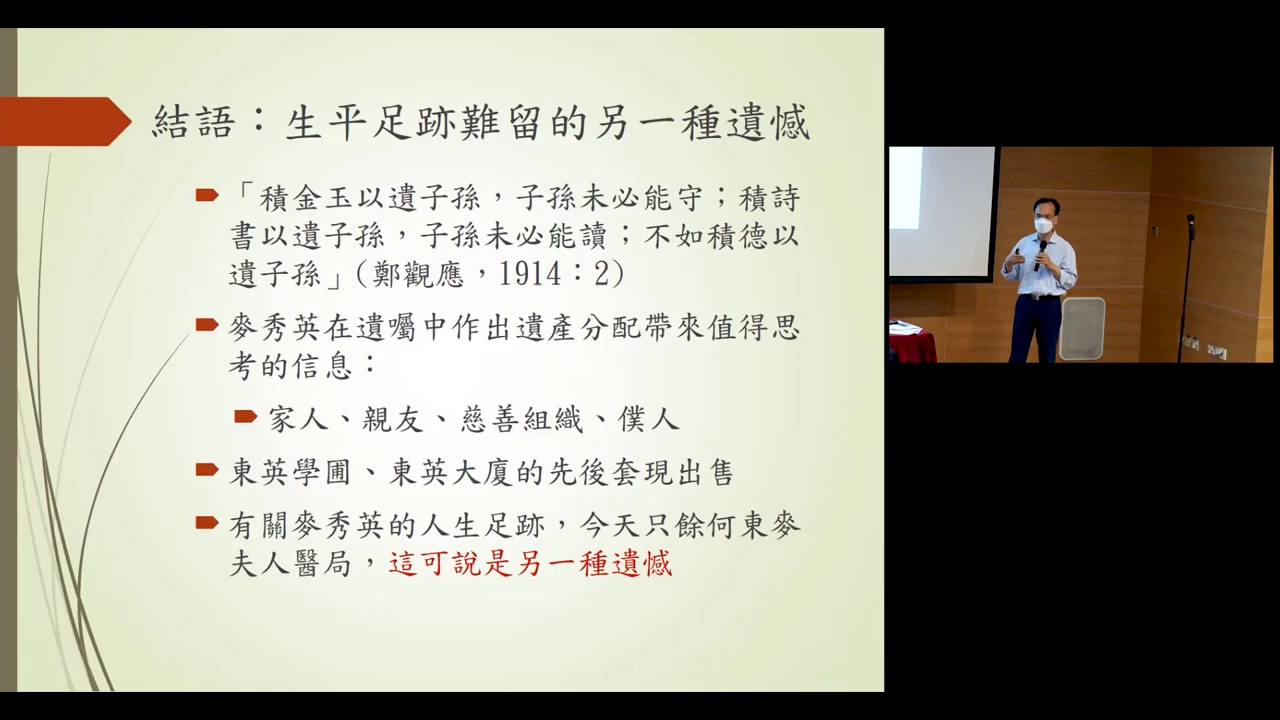 結語：生平足跡難留的另一種遺憾
「積金玉以遺子孫，子孫未必能守；積詩
書以遺子孫，子孫未必能讀；不如積德以
遺子孫」(鄭觀應，1914：2)
麥秀英在遺囑中作出遺產分配帶來值得思
考的信息：
家人、親友、慈善組織、僕人
東英學圃、東英大廈的先後套現出售
有關麥秀英的人生足跡，今天只餘何東麥
夫人醫局，這可說是另一種遺憾